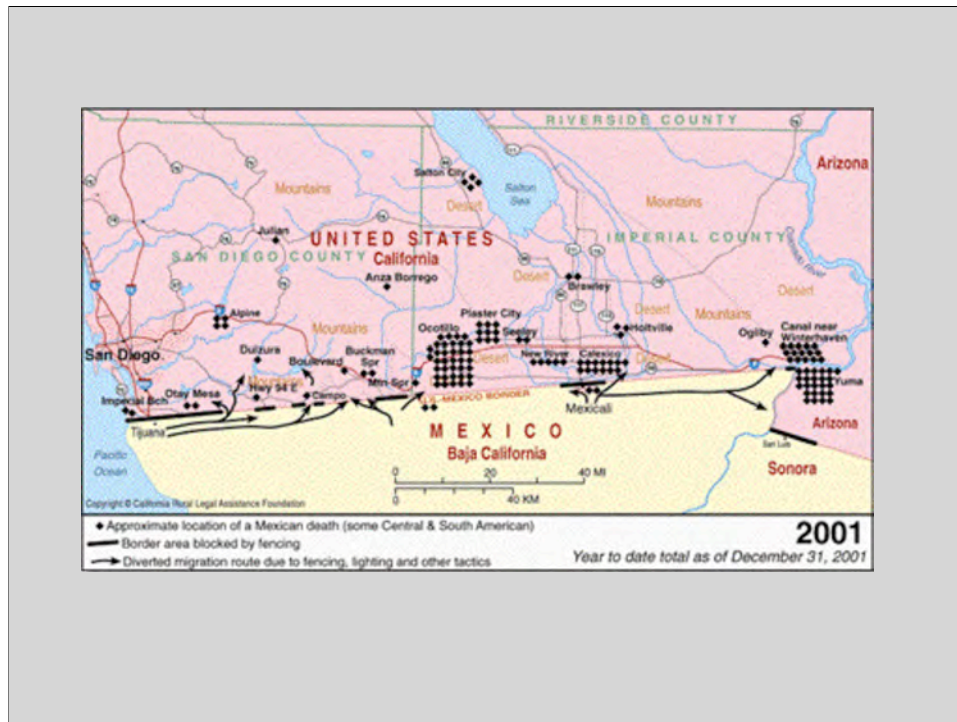 RIVERSIDE COUNTY
Arizona
Salton City
Salton
Sea
Mountains
Desert
Mountains
Julian
UNITED STATES
California
SAN DIEGO COUNTY
IMPERIAL COUNTY
Colorado River
Anza Borrego
Desert
Brawley
Desert
Alpine
Plaster City
Mountains
Ocotillo
Seeley
Desert
Holtville
Mountains
Ogilby
Canal near
Winterhaven
San Diego
Dulzura
Boulevard
Buckman
Spr
Desert
New River
Calexico
Desert
Mountains
Mtn Spr
Desert
Yuma
Imperial Bch
Otay Mesa
Hwy 94 E
Campo
U.S.-MEXICO BORDER
Mexicali
Tijuana
MEXICO
Baja California
Arizona
San Luis
Sonora
Pacific
Ocean
0 20 40 MI
0 40 KM
Copyright © California Rural Legal Assistance Foundation
Approximate location of a Mexican death (some Central & South American)
Border area blocked by fencing
Diverted migration route due to fencing, lighting and other tactics
2001
Year to date total as of December 31, 2001